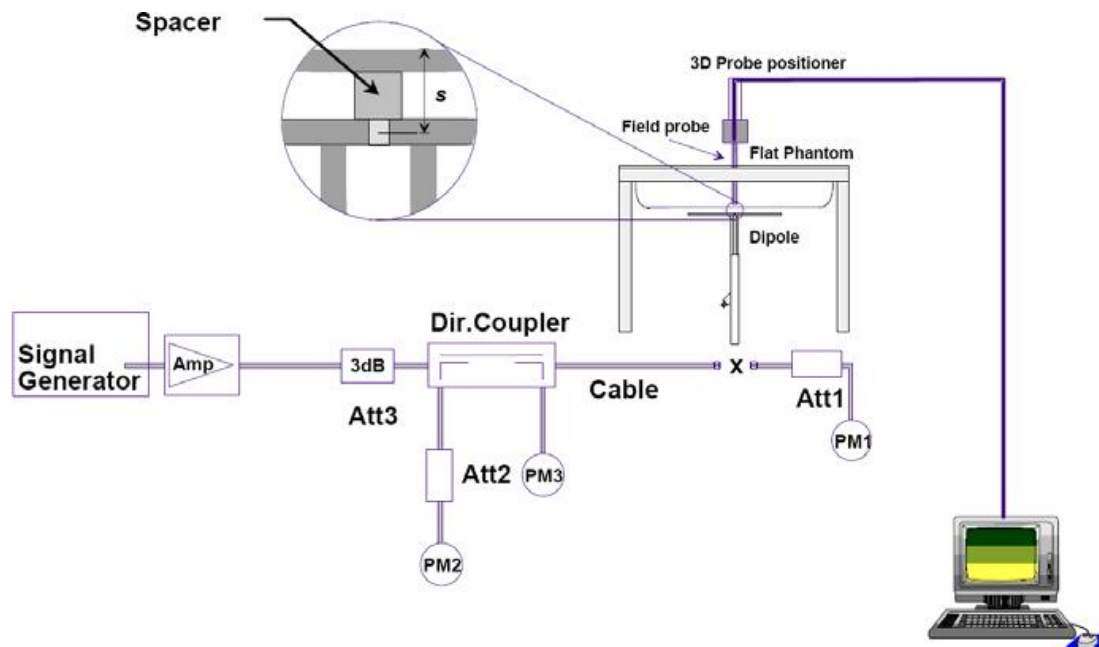 Spacer
s
3D Probe positioner
Field probe
Flat Phantom
Dipole
Signal
Generator
Amp
3dB
Att3
Dir.Coupler
Cable
X
Att1
PM1
Att2
PM3
PM2